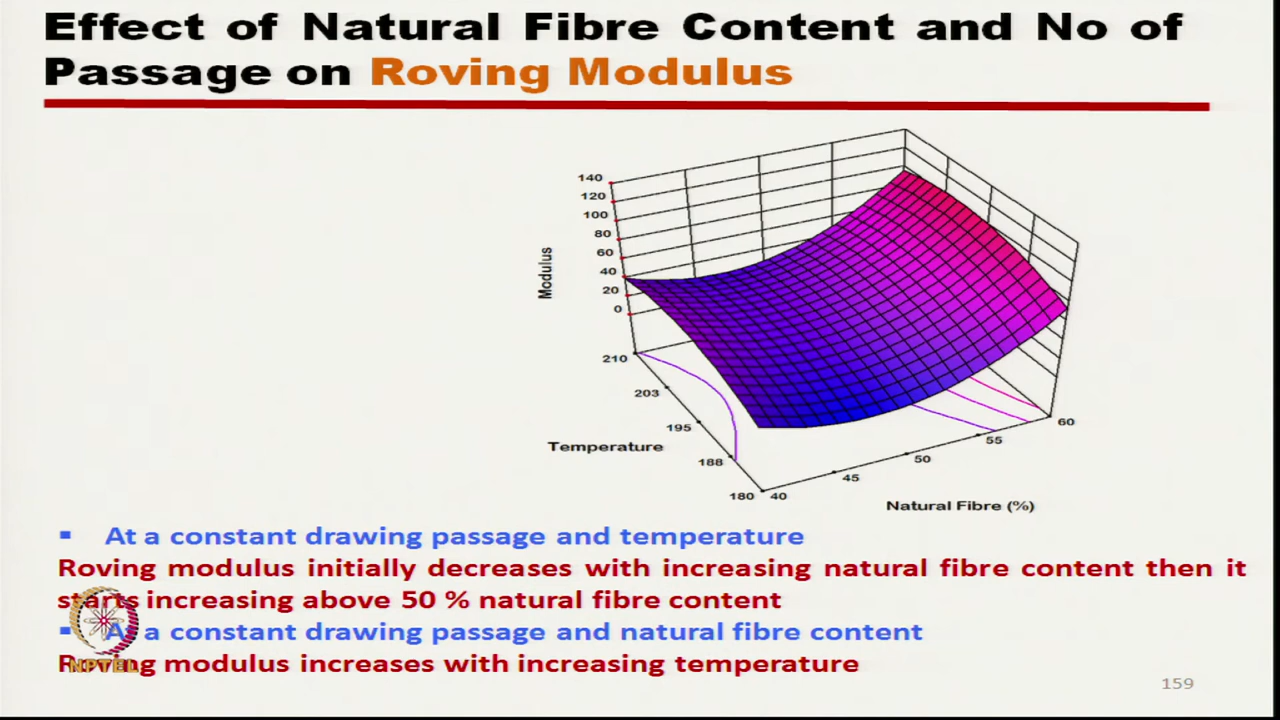 Effect of Natural Fibre Content and No of
Passage on Roving Modulus
140
120
100
80
60
40
20
0
Modulus
210
203
195
188
180
Temperature
40
45
50
55
60
Natural Fibre (%)
▪ At a constant drawing passage and temperature
Roving modulus initially decreases with increasing natural fibre content then it
starts increasing above 50 % natural fibre content
▪ At a constant drawing passage and natural fibre content
Roving modulus increases with increasing temperature
NPTEL
159